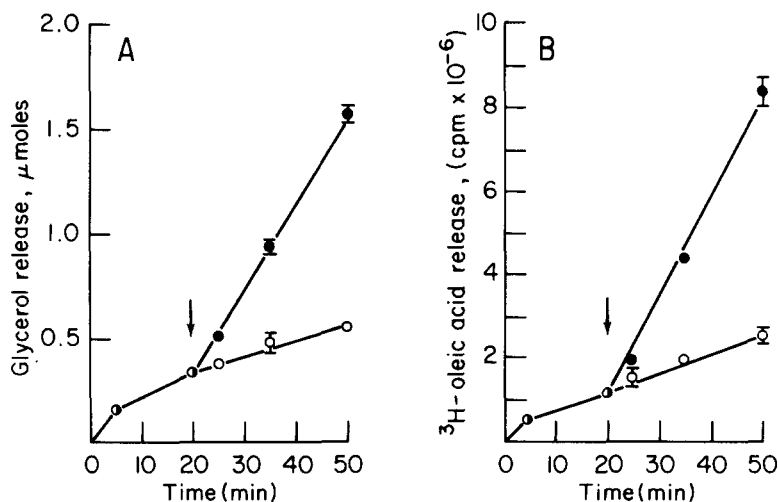 A
Glycerol release, μmoles
2.0
1.5
1.0
0.5
0 10 20 30 40 50
Time (min)
B
³H-oleic acid release, (cpm x 10⁻⁶)
10
8
6
4
2
0 10 20 30 40 50
Time (min)